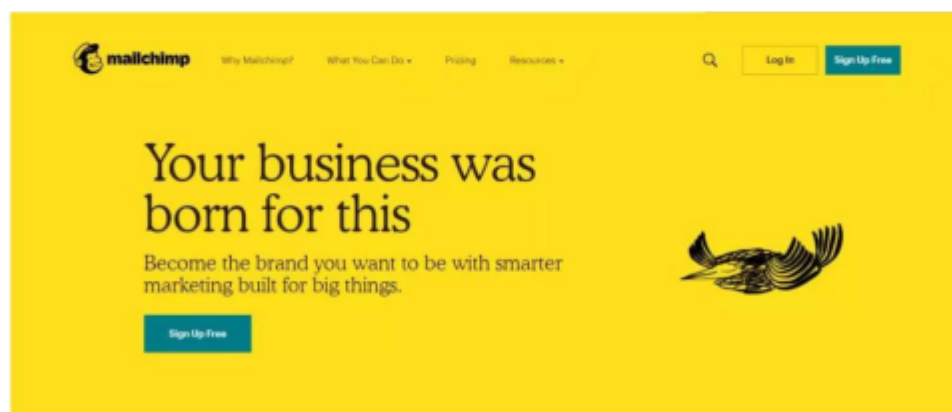 mailchimp
Why Mailchimp?
What You Can Do
Pricing
Resources
Log In
Sign Up Free
Your business was
born for this
Become the brand you want to be with smarter
marketing built for big things.
Sign Up Free